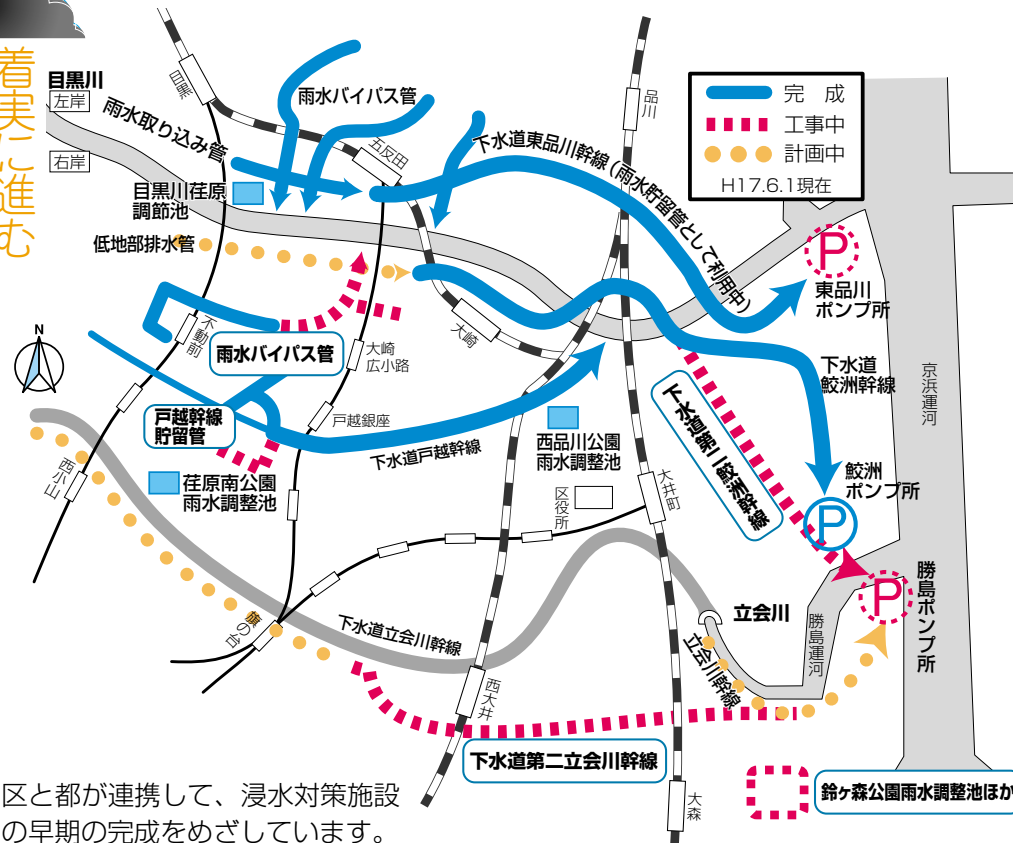 着実に進む
目黒川
左岸
右岸
雨水取り込み管
目黒
雨水バイパス管
五反田
下水道東品川幹線(雨水貯留管として利用中)
品川
完　成
工事中
計画中
H17.6.1現在
目黒川荏原
調節池
低地部排水管
P
東品川
ポンプ所
不動前
雨水バイパス管
大崎
広小路
大崎
下水道
鮫洲幹線
京浜運河
N
戸越幹線
貯留管
戸越銀座
下水道戸越幹線
西品川公園
雨水調整池
下水道第二鮫洲幹線
西小山
荏原南公園
雨水調整池
区役所
大井町
鮫洲
ポンプ所
P
P
勝島ポンプ所
旗の台
下水道立会川幹線
立会川
立会川幹線
勝島運河
西大井
下水道第二立会川幹線
大森
鈴ヶ森公園雨水調整池ほか
区と都が連携して、浸水対策施設
の早期の完成をめざしています。